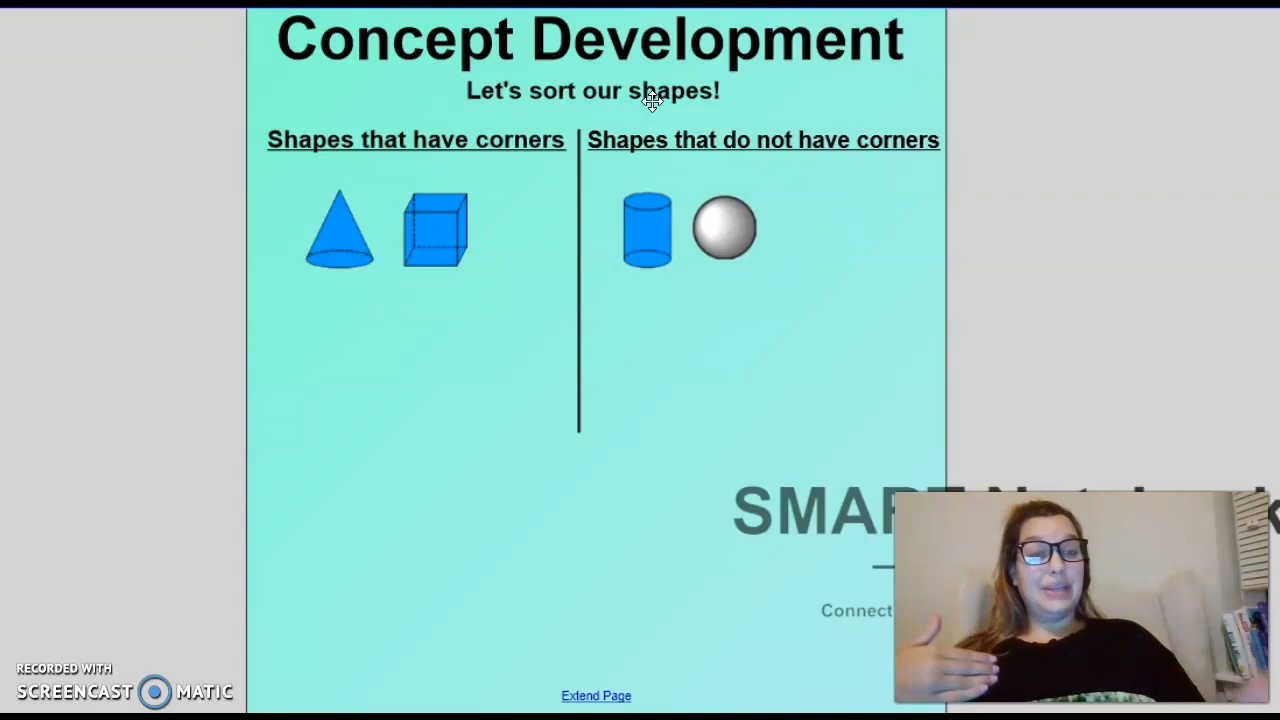 Concept Development
Let's sort our shapes!
Shapes that have corners
Shapes that do not have corners
SMART
Connect
Extend Page
RECORDED WITH
SCREENCAST MATIC